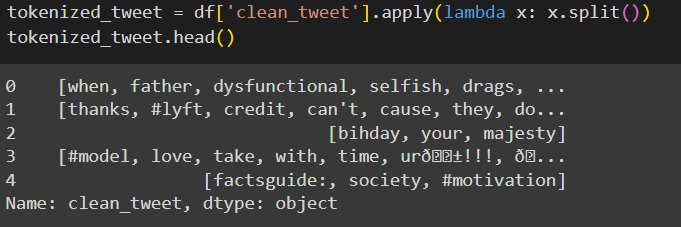 tokenized_tweet = df['clean_tweet'].apply(lambda x: x.split())
tokenized_tweet.head()
0 [when, father, dysfunctional, selfish, drags, ...
1 [thanks, #lyft, credit, can't, cause, they, do...
2 [bihday, your, majesty]
3 [#model, love, take, with, time, urð±!!!, ð...
4 [factsguide:, society, #motivation]
Name: clean_tweet, dtype: object